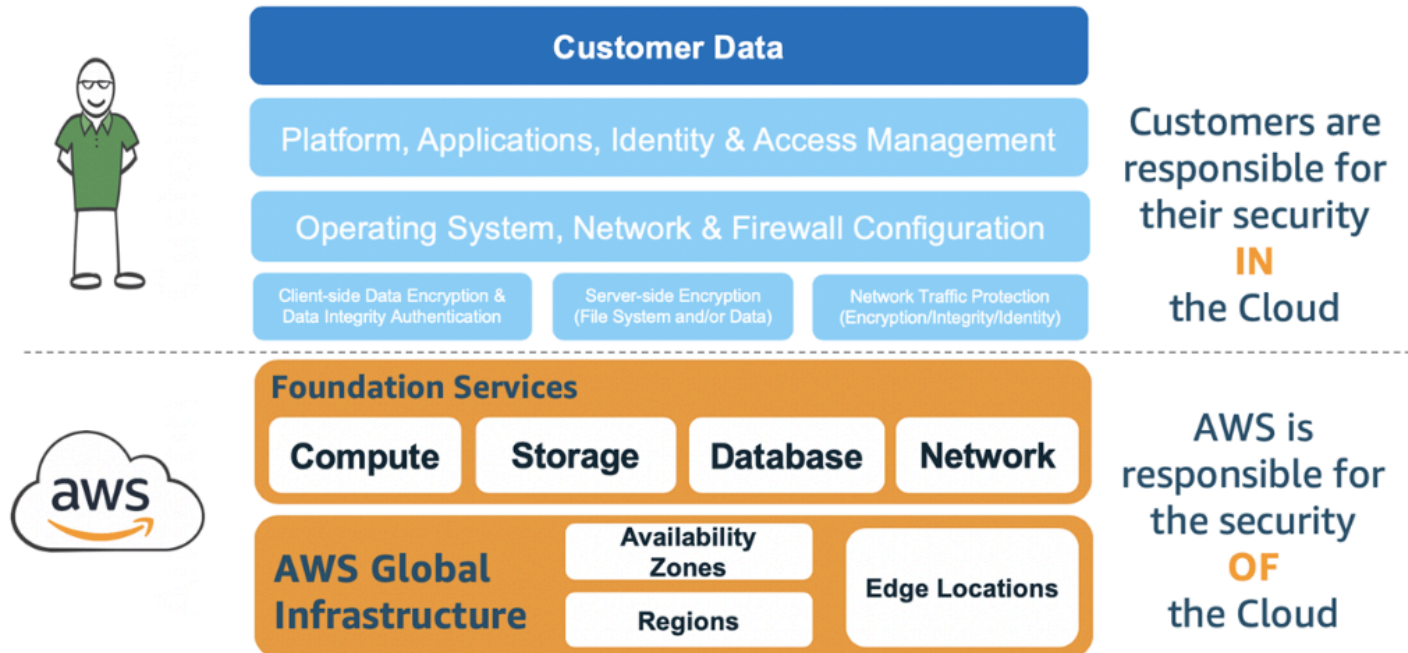 Customer Data
Platform, Applications, Identity & Access Management
Operating System, Network & Firewall Configuration
Client-side Data Encryption &
Data Integrity Authentication
Server-side Encryption
(File System and/or Data)
Network Traffic Protection
(Encryption/Integrity/Identity)
Customers are
responsible for
their security
IN
the Cloud
aws
Foundation Services
Compute
Storage
Database
Network
AWS Global
Infrastructure
Availability
Zones
Regions
Edge Locations
AWS is
responsible for
the security
OF
the Cloud